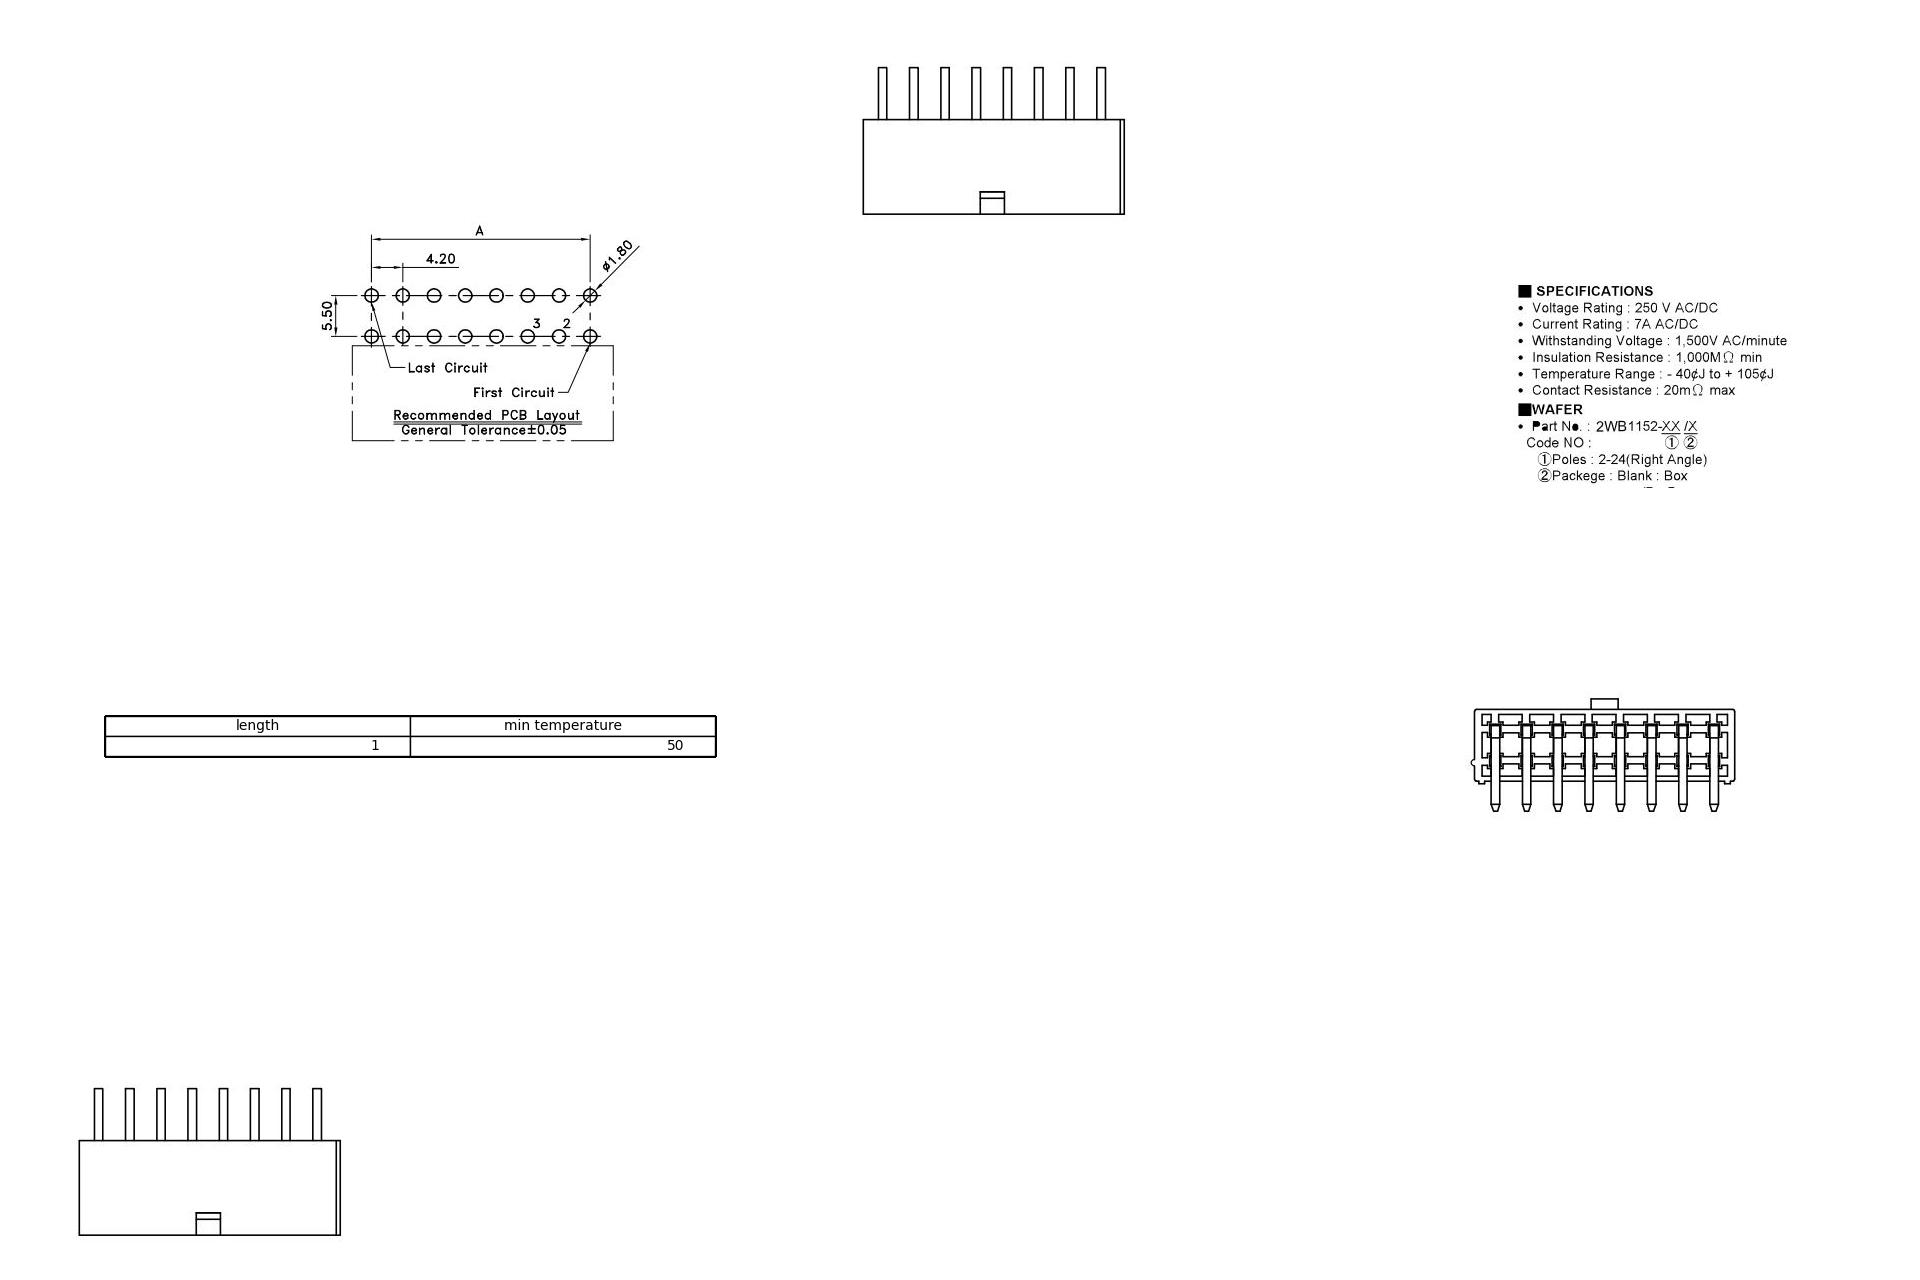 A
4.20
ø1.80
5.50
3 2
Last Circuit
First Circuit
Recommended PCB Layout
General Tolerance±0.05
■ SPECIFICATIONS
• Voltage Rating : 250 V AC/DC
• Current Rating : 7A AC/DC
• Withstanding Voltage : 1,500V AC/minute
• Insulation Resistance : 1,000MΩ min
• Temperature Range : - 40¢J to + 105¢J
• Contact Resistance : 20mΩ max
■WAFER
• Part No. : 2WB1152-XX /X
Code NO : ① ②
①Poles : 2-24(Right Angle)
②Packege : Blank : Box
length min temperature
1 50